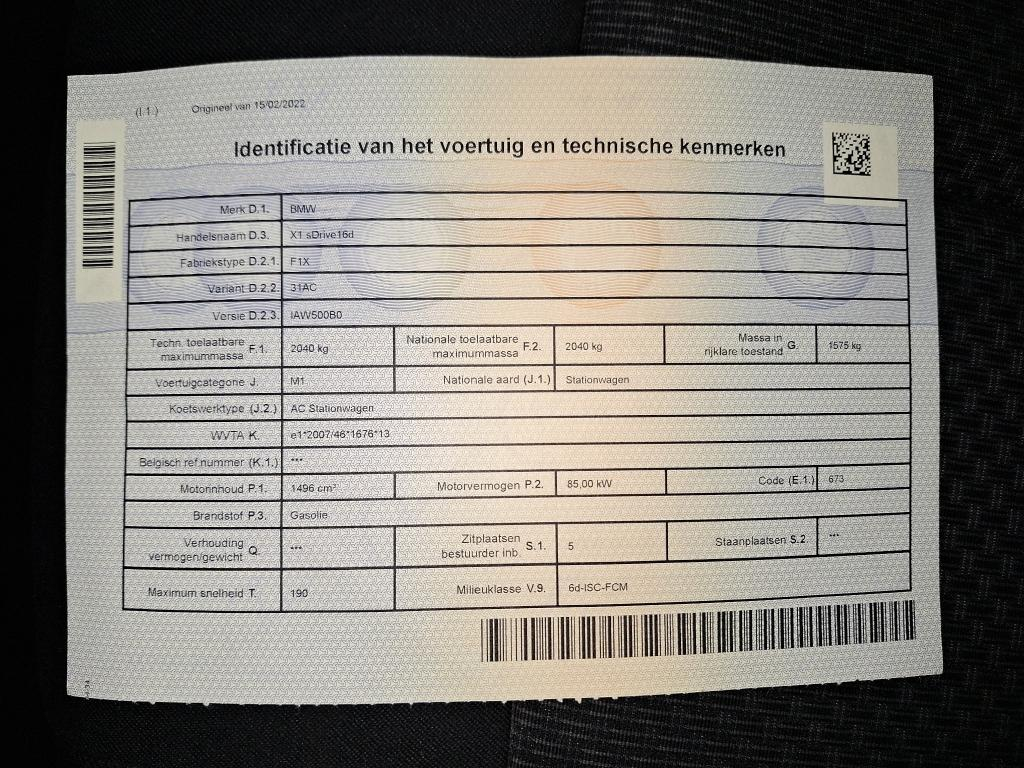 (I.1.) Origineel van 15/02/2022
Identificatie van het voertuig en technische kenmerken
Merk D.1. BMW
Handelsnaam D.3. X1 sDrive16d
Fabriekstype D.2.1. F1X
Variant D.2.2. 31AC
Versie D.2.3. IAW500B0
Techn. toelaatbare maximummassa F.1. 2040 kg Nationale toelaatbare maximummassa F.2. 2040 kg Massa in rijklare toestand G. 1575 kg
Voertuigcategorie J. M1 Nationale aard (J.1.) Stationwagen
Koetswerktype (J.2.) AC Stationwagen
WVTA K. e1*2007/46*1676*13
Belgisch ref.nummer (K.1.) ***
Motorinhoud P.1. 1496 cm³ Motorvermogen P.2. 85,00 kW Code (E.1.) 673
Brandstof P.3. Gasolie
Verhouding vermogen/gewicht Q. *** Zitplaatsen bestuurder inb. S.1. 5 Staanplaatsen S.2. ***
Maximum snelheid T. 190 Milieuklasse V.9. 6d-ISC-FCM